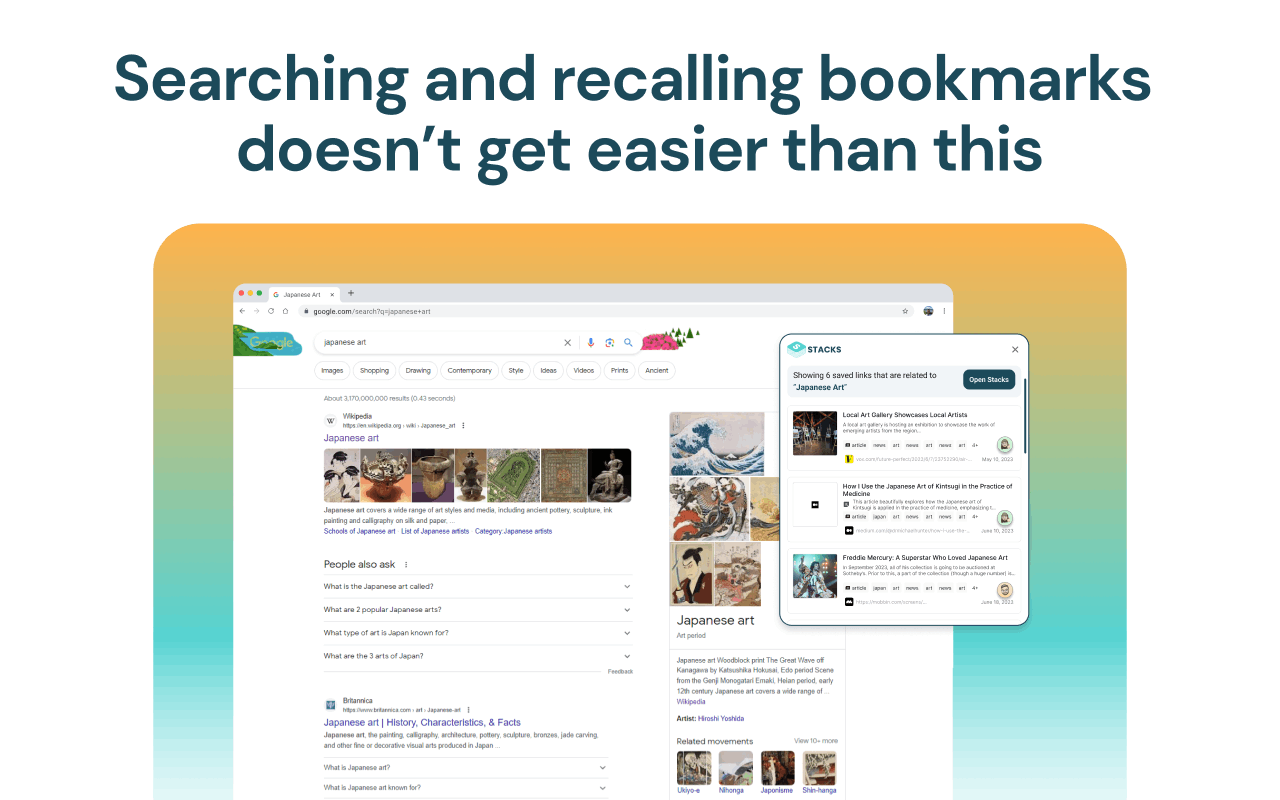 Searching and recalling bookmarks
doesn't get easier than this
Japanese Art
google.com/search?q=japanese+art
Google
japanese art
Images Shopping Drawing Contemporary Style Ideas Videos Prints Ancient
About 3,170,000,000 results (0.43 seconds)
W
Wikipedia
https://en.wikipedia.org › wiki › Japanese_art
Japanese art
Japanese art covers a wide range of art styles and media, including ancient pottery, sculpture, ink
painting and calligraphy on silk and paper, ...
Schools of Japanese art List of Japanese artists Category:Japanese artists
People also ask
What is the Japanese art called?
What are 2 popular Japanese arts?
What type of art is Japan known for?
What are the 3 arts of Japan?
Feedback
Britannica
https://www.britannica.com › art › Japanese-art
Japanese art | History, Characteristics, & Facts
Japanese art, the painting, calligraphy, architecture, pottery, sculpture, bronzes, jade carving,
and other fine or decorative visual arts produced in Japan ...
What is Japanese art?
What is Japanese art known for?
Japanese art
Art period
Japanese art Woodblock print The Great Wave off
Kanagawa by Katsushika Hokusai, Edo period Scene
from the Genji Monogatari Emaki, Heian period, early
12th century Japanese art covers a wide range of ...
Wikipedia
Artist: Hiroshi Yoshida
Related movements View 10+ more
Ukiyo-e Nihonga Japonisme Shin-hanga
STACKS
Showing 6 saved links that are related to
"Japanese Art"
Open Stacks
Local Art Gallery Showcases Local Artists
A local art gallery is hosting an exhibition to showcase the work of
emerging artists from the region...
article news art news art news art 4+
May 12, 2023
How I Use the Japanese Art of Kintsugi in the Practice of
Medicine
This article beautifully explores how the Japanese art of
Kintsugi is applied in the practice of medicine, emphasizing t...
article japan art news art news art 4+
June 10, 2023
Freddie Mercury: A Superstar Who Loved Japanese Art
In September 2023, all of his collection is going to be auctioned at
Sotheby's. Prior to this, a part of the collection (though a huge number) is...
article japan art news art news art 4+
https://mobbin.com/screens/...
June 18, 2023